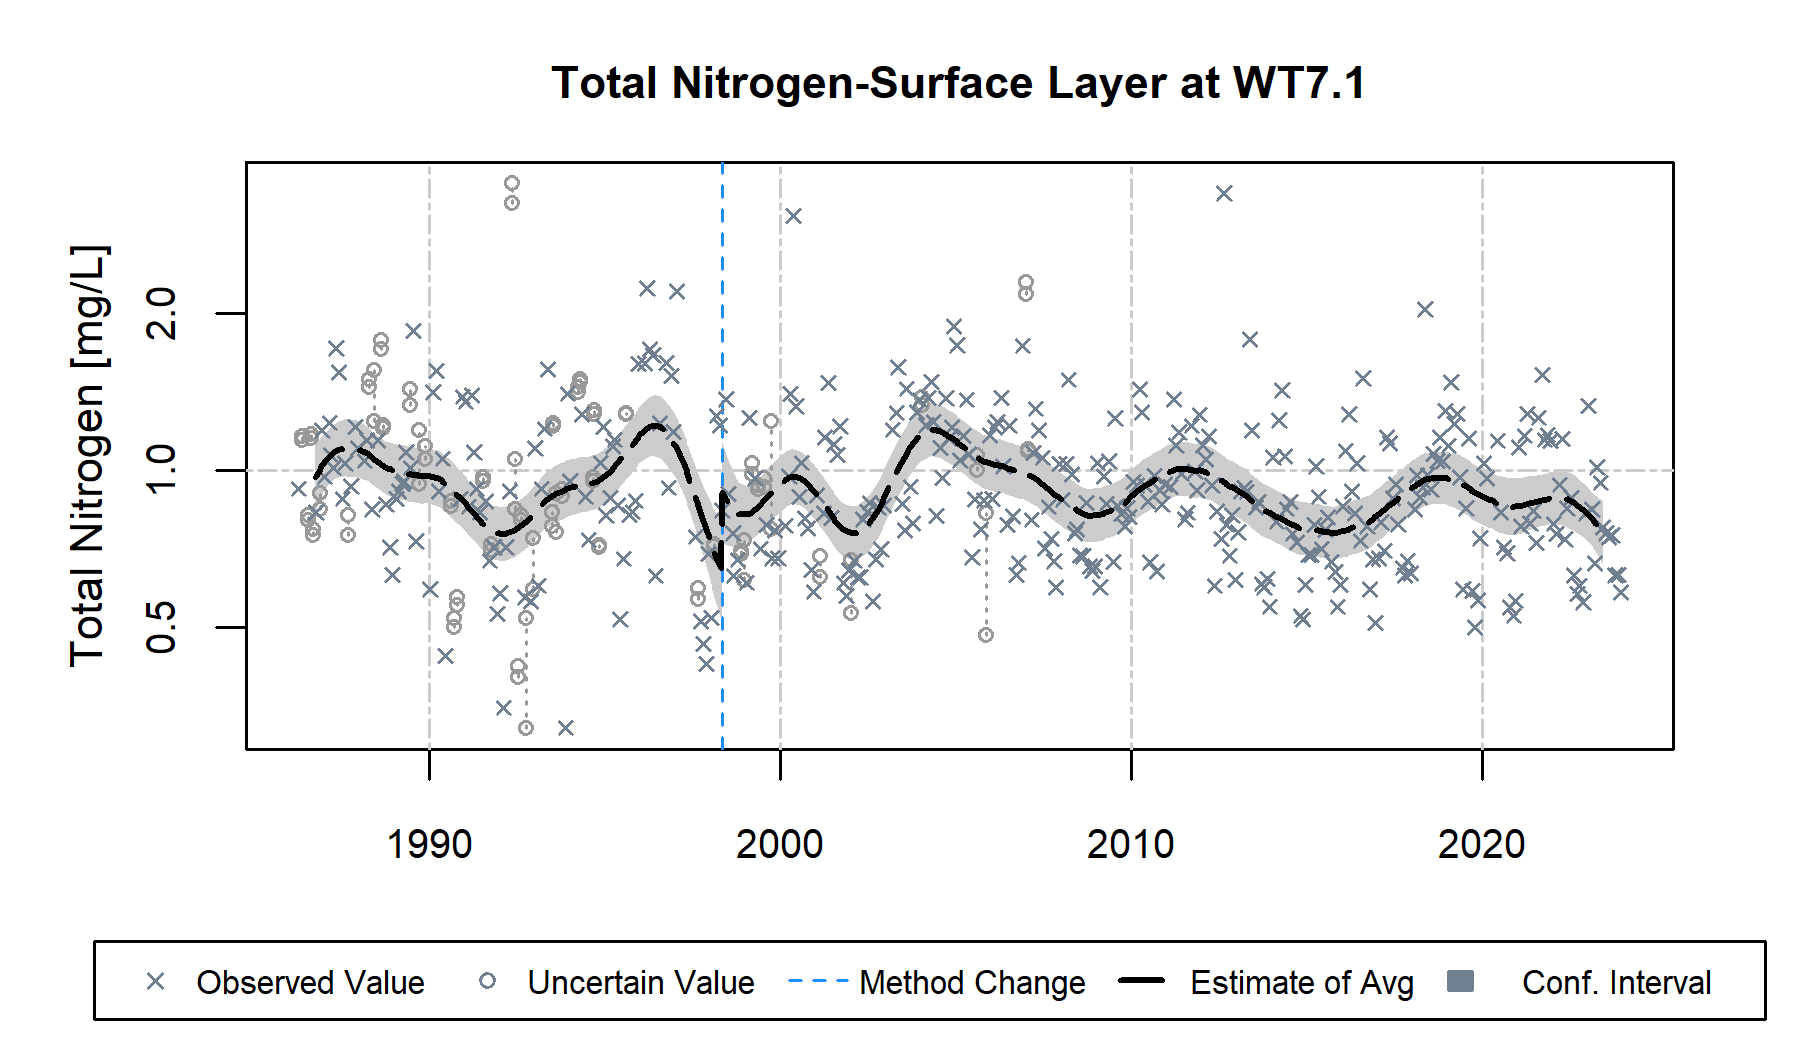 Total Nitrogen-Surface Layer at WT7.1
Total Nitrogen [mg/L]
2.0
1.0
0.5
1990 2000 2010 2020
Observed Value Uncertain Value Method Change Estimate of Avg Conf. Interval